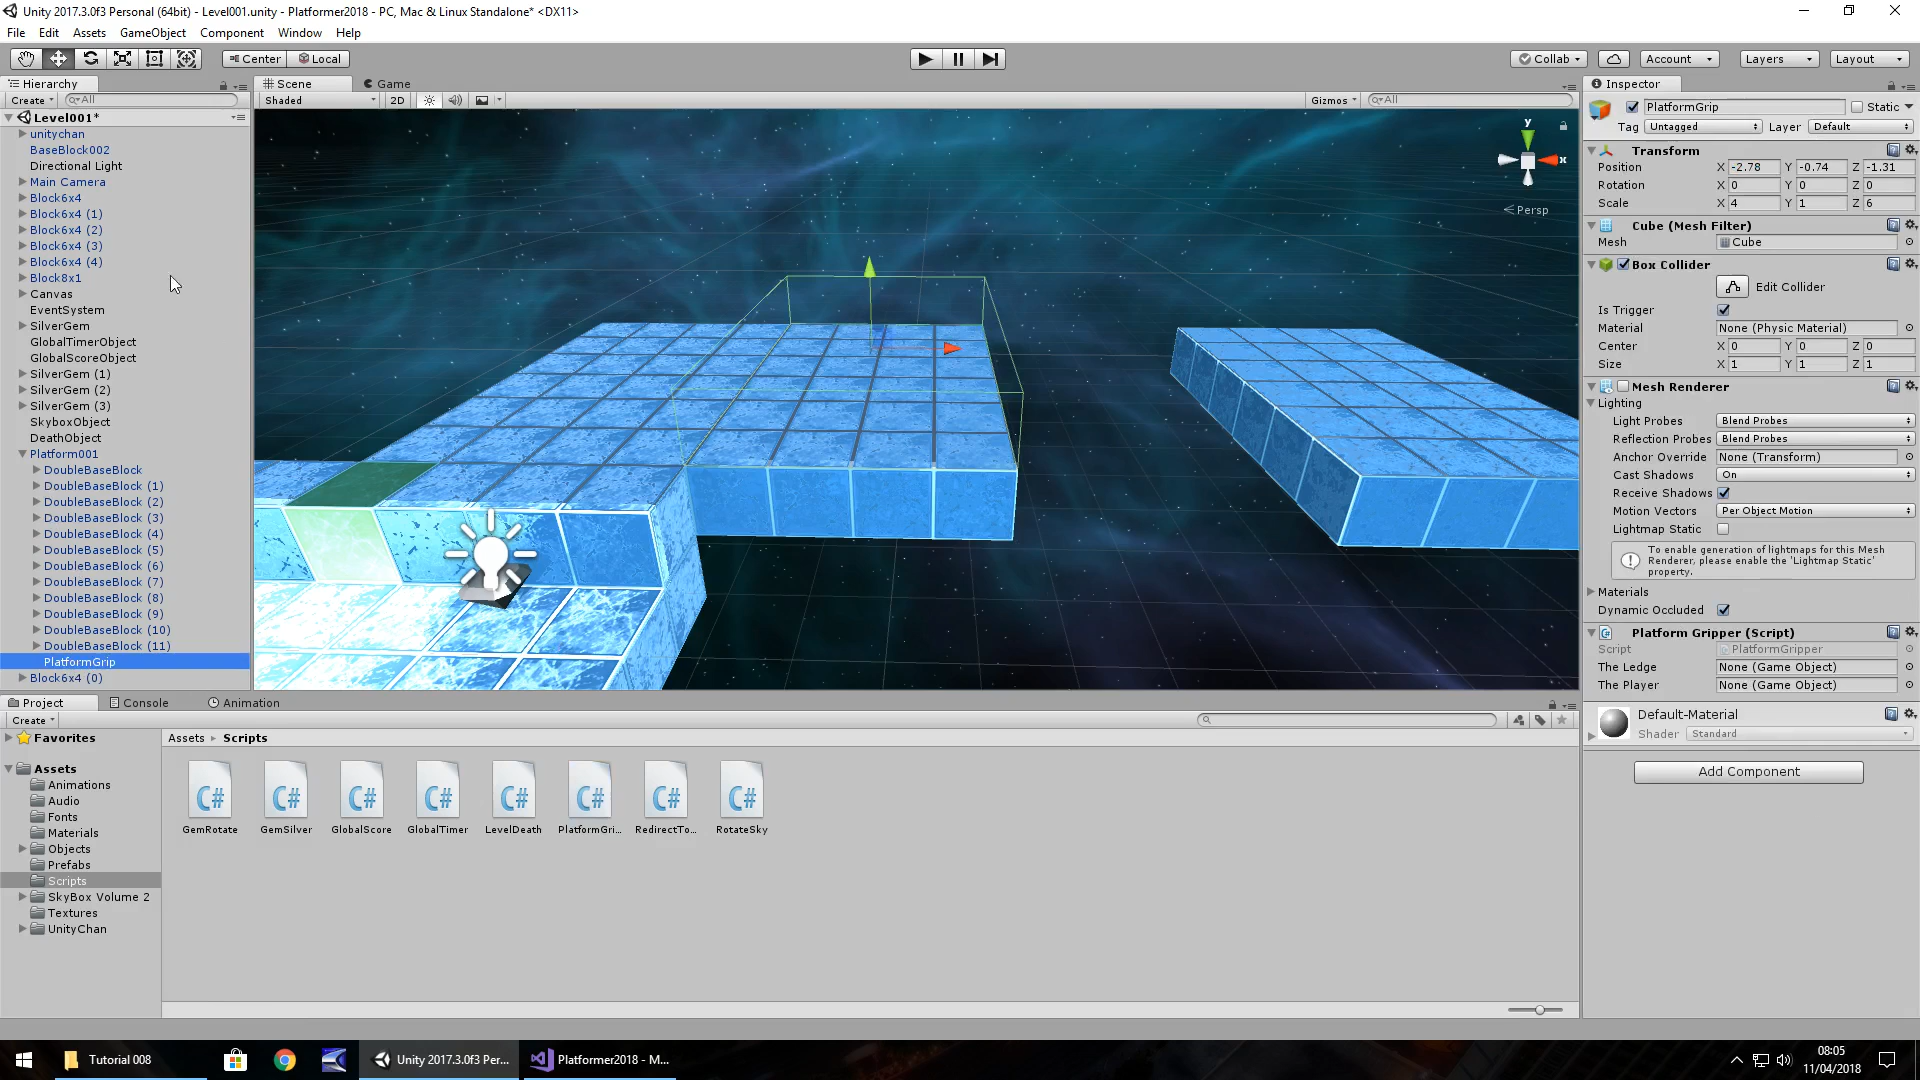 Unity 2017.3.0f3 Personal (64bit) - Level001.unity - Platformer2018 - PC, Mac & Linux Standalone* <DX11>
File Edit Assets GameObject Component Window Help
Center Local Collab Account Layers Layout
Hierarchy
Create All
Level001*
unitychan
BaseBlock002
Directional Light
Main Camera
Block6x4
Block6x4 (1)
Block6x4 (2)
Block6x4 (3)
Block6x4 (4)
Block8x1
Canvas
EventSystem
SilverGem
GlobalTimerObject
GlobalScoreObject
SilverGem (1)
SilverGem (2)
SilverGem (3)
SkyboxObject
DeathObject
Platform001
DoubleBaseBlock
DoubleBaseBlock (1)
DoubleBaseBlock (2)
DoubleBaseBlock (3)
DoubleBaseBlock (4)
DoubleBaseBlock (5)
DoubleBaseBlock (6)
DoubleBaseBlock (7)
DoubleBaseBlock (8)
DoubleBaseBlock (9)
DoubleBaseBlock (10)
DoubleBaseBlock (11)
PlatformGrip
Block6x4 (0)
Scene Game
Shaded 2D Gizmos All
y
x
Persp
Inspector
PlatformGrip Static
Tag Untagged Layer Default
Transform
Position X -2.78 Y -0.74 Z -1.31
Rotation X 0 Y 0 Z 0
Scale X 4 Y 1 Z 6
Cube (Mesh Filter)
Mesh Cube
Box Collider
Edit Collider
Is Trigger
Material None (Physic Material)
Center X 0 Y 0 Z 0
Size X 1 Y 1 Z 1
Mesh Renderer
Lighting
Light Probes Blend Probes
Reflection Probes Blend Probes
Anchor Override None (Transform)
Cast Shadows On
Receive Shadows
Motion Vectors Per Object Motion
Lightmap Static
To enable generation of lightmaps for this Mesh
Renderer, please enable the 'Lightmap Static'
property.
Materials
Dynamic Occluded
Platform Gripper (Script)
Script PlatformGripper
The Ledge None (Game Object)
The Player None (Game Object)
Default-Material
Shader Standard
Add Component
Project Console Animation
Create
Favorites
Assets
Animations
Audio
Fonts
Materials
Objects
Prefabs
Scripts
SkyBox Volume 2
Textures
UnityChan
Assets Scripts
C# C# C# C# C# C# C# C#
GemRotate GemSilver GlobalScore GlobalTimer LevelDeath PlatformGri... RedirectTo... RotateSky
Tutorial 008
Unity 2017.3.0f3 Per...
Platformer2018 - M...
08:05
11/04/2018